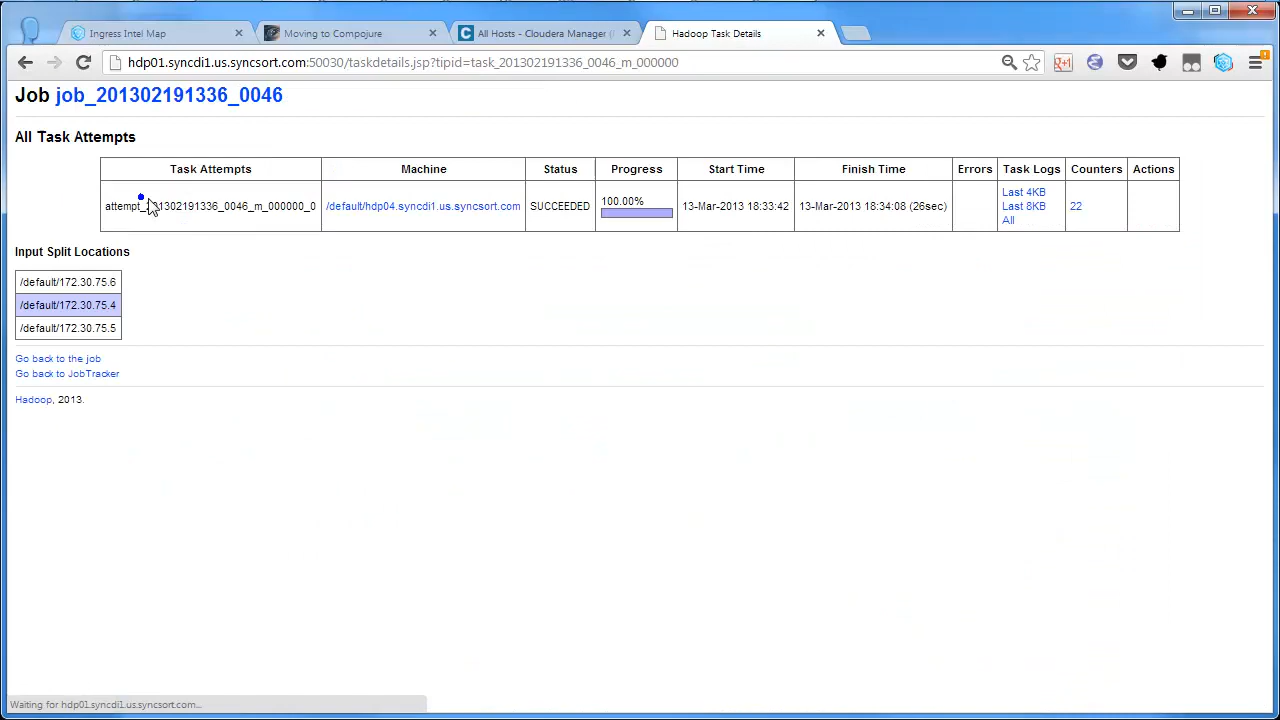 Ingress Intel Map
Moving to Compojure
All Hosts - Cloudera Manager (
Hadoop Task Details
hdp01.syncdi1.us.syncsort.com:50030/taskdetails.jsp?tipid=task_201302191336_0046_m_000000
Job job_201302191336_0046
All Task Attempts
Task Attempts Machine Status Progress Start Time Finish Time Errors Task Logs Counters Actions
attempt_201302191336_0046_m_000000_0 /default/hdp04.syncdi1.us.syncsort.com SUCCEEDED 100.00% 13-Mar-2013 18:33:42 13-Mar-2013 18:34:08 (26sec) Last 4KB
Last 8KB 22
All
Input Split Locations
/default/172.30.75.6
/default/172.30.75.4
/default/172.30.75.5
Go back to the job
Go back to JobTracker
Hadoop, 2013.
Waiting for hdp01.syncdi1.us.syncsort.com...